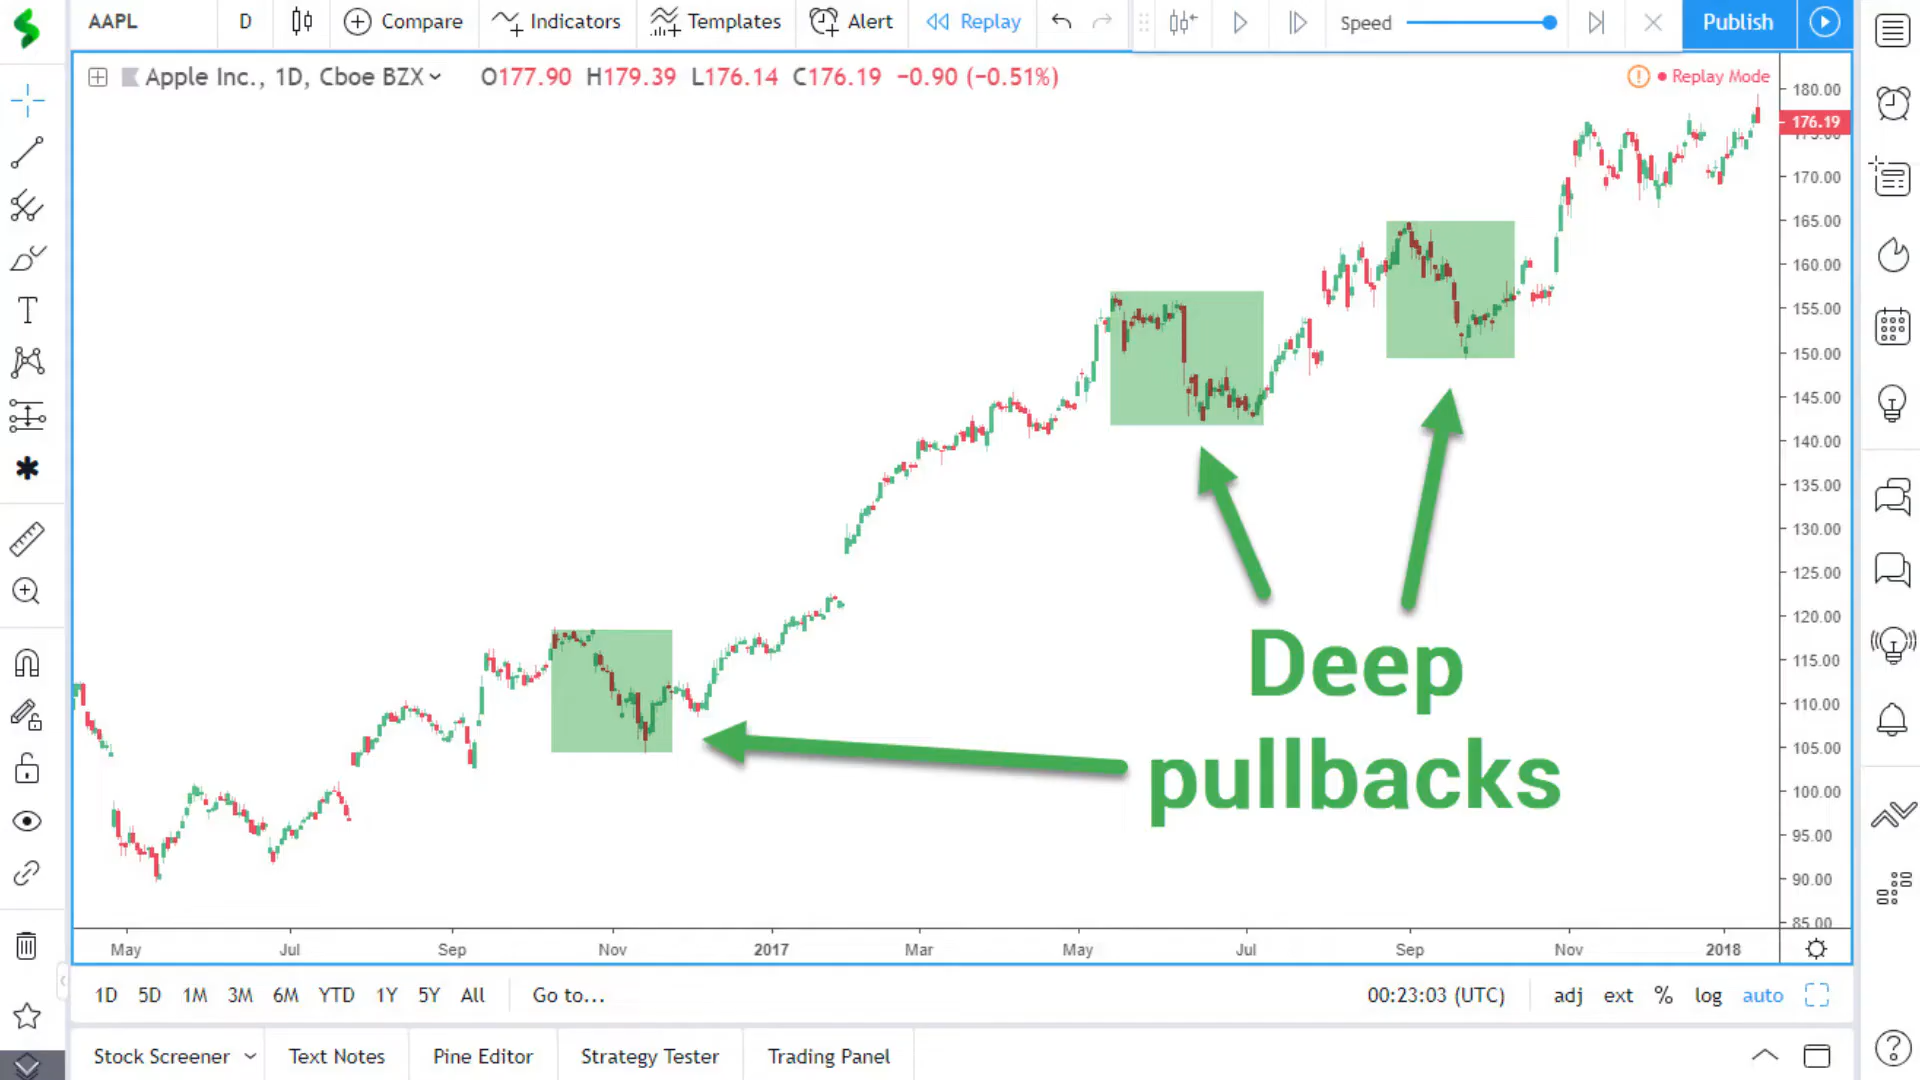 AAPL D Compare Indicators Templates Alert Replay Speed Publish
Apple Inc., 1D, Cboe BZX O177.90 H179.39 L176.14 C176.19 −0.90 (−0.51%)
Replay Mode
180.00
176.19
175.00
170.00
165.00
160.00
155.00
150.00
145.00
140.00
135.00
130.00
125.00
120.00
115.00
110.00
105.00
100.00
95.00
90.00
85.00
Deep
pullbacks
May Jul Sep Nov 2017 Mar May Jul Sep Nov 2018
1D 5D 1M 3M 6M YTD 1Y 5Y All Go to... 00:23:03 (UTC) adj ext % log auto
Stock Screener Text Notes Pine Editor Strategy Tester Trading Panel